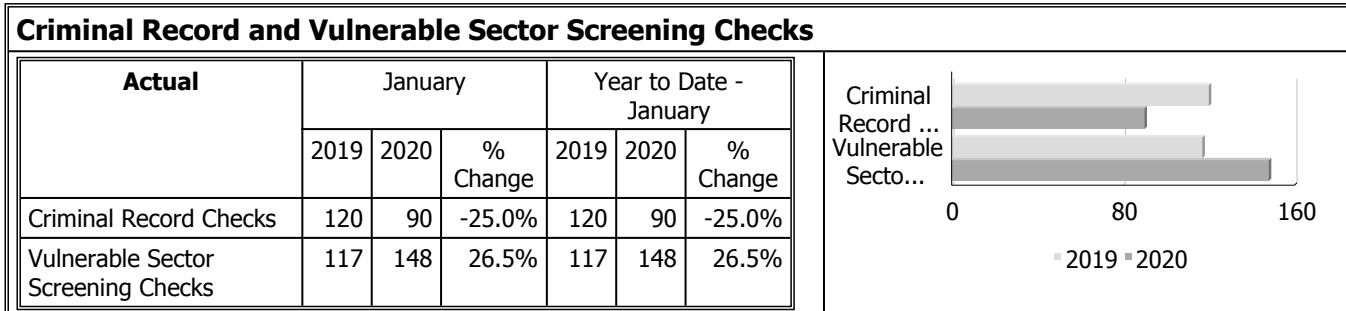 Criminal Record and Vulnerable Sector Screening Checks
Actual January Year to Date -
January
2019 2020 % 2019 2020 %
Change Change
Criminal Record Checks 120 90 -25.0% 120 90 -25.0%
Vulnerable Sector 117 148 26.5% 117 148 26.5%
Screening Checks
Criminal
Record ...
Vulnerable
Secto...
0 80 160
2019 2020